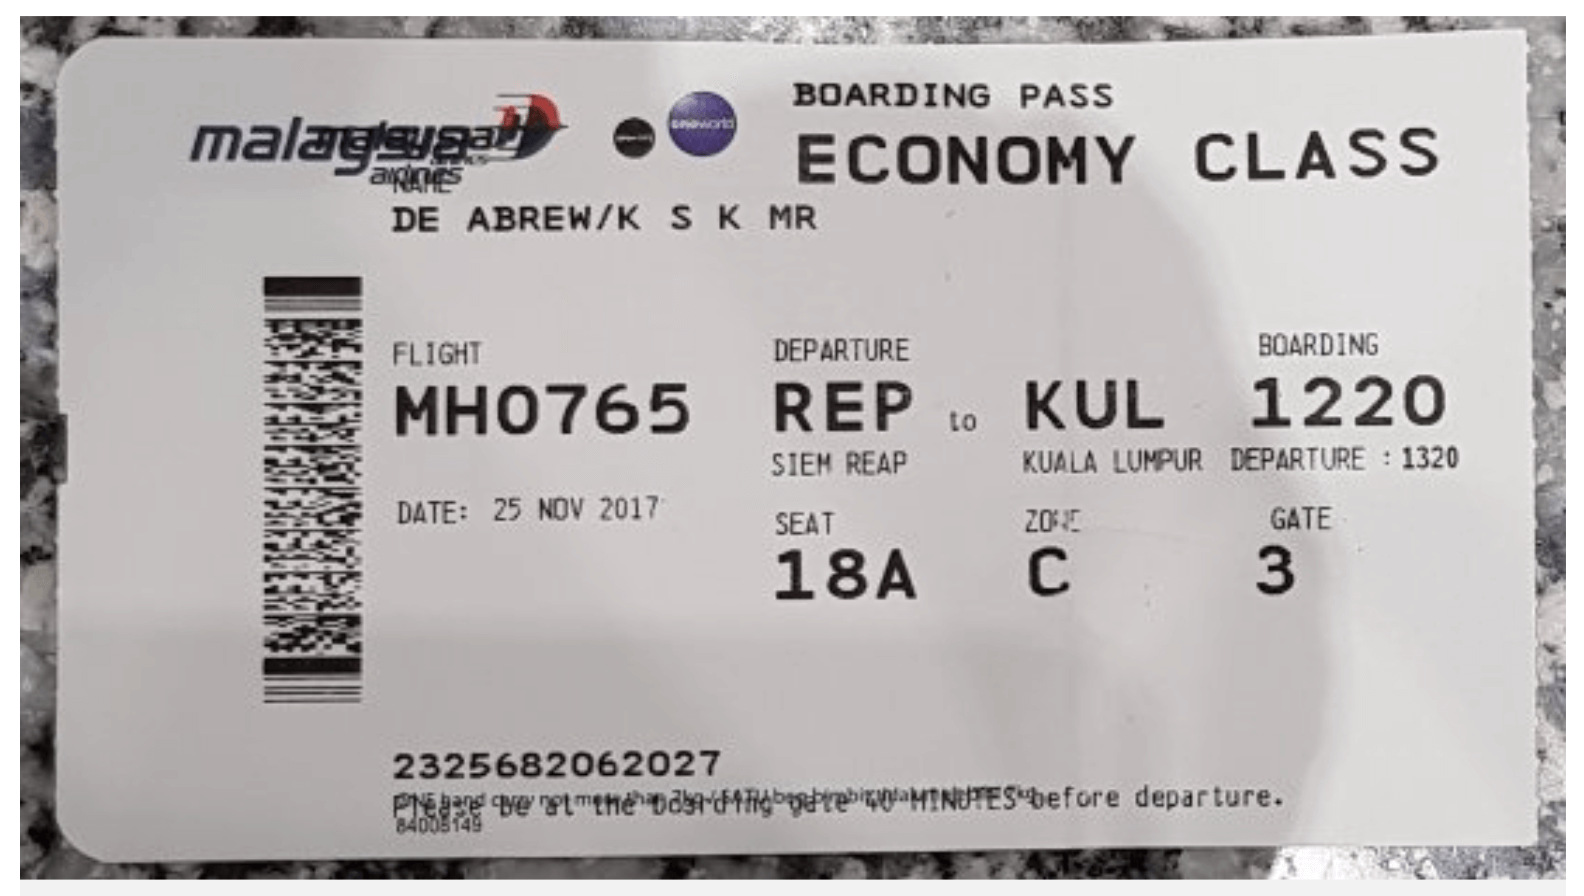 malaysia
airlines
oneworld
BOARDING PASS
ECONOMY CLASS
NAME
DE ABREW/K S K MR
FLIGHT DEPARTURE BOARDING
MH0765 REP to KUL 1220
SIEM REAP KUALA LUMPUR DEPARTURE : 1320
DATE: 25 NOV 2017
SEAT ZONE GATE
18A C 3
2325682062027
Please be at the boarding gate 40 MINUTES before departure.
84008149